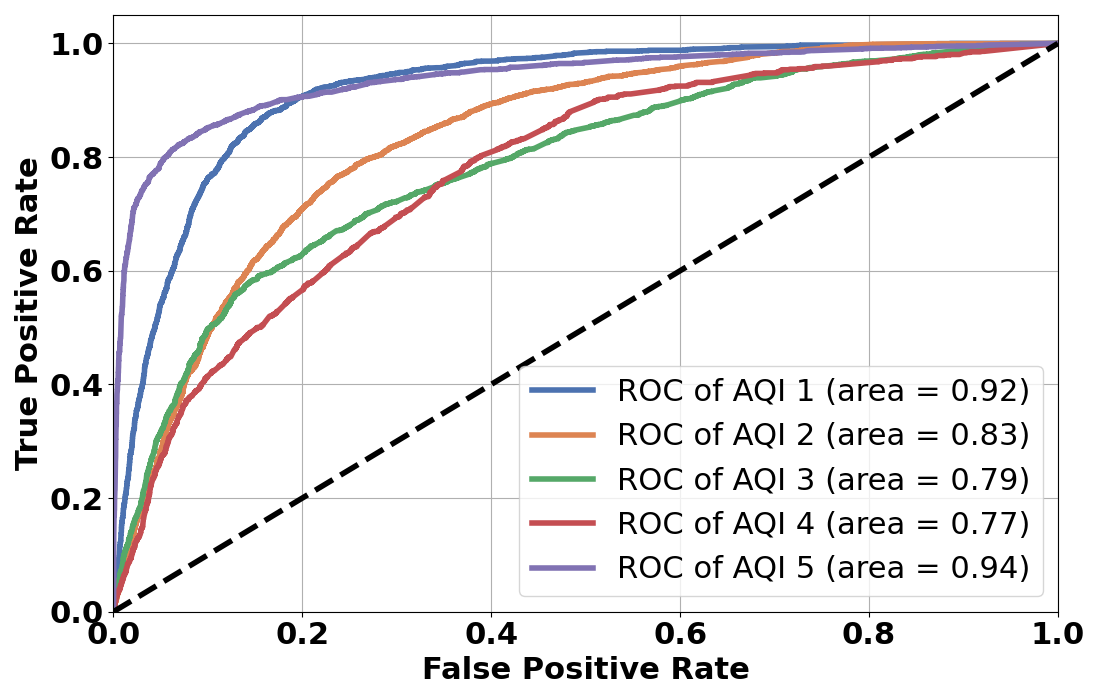 True Positive Rate
1.0
0.8
0.6
0.4
0.2
0.0
ROC of AQI 1 (area = 0.92)
ROC of AQI 2 (area = 0.83)
ROC of AQI 3 (area = 0.79)
ROC of AQI 4 (area = 0.77)
ROC of AQI 5 (area = 0.94)
0.0 0.2 0.4 0.6 0.8 1.0
False Positive Rate